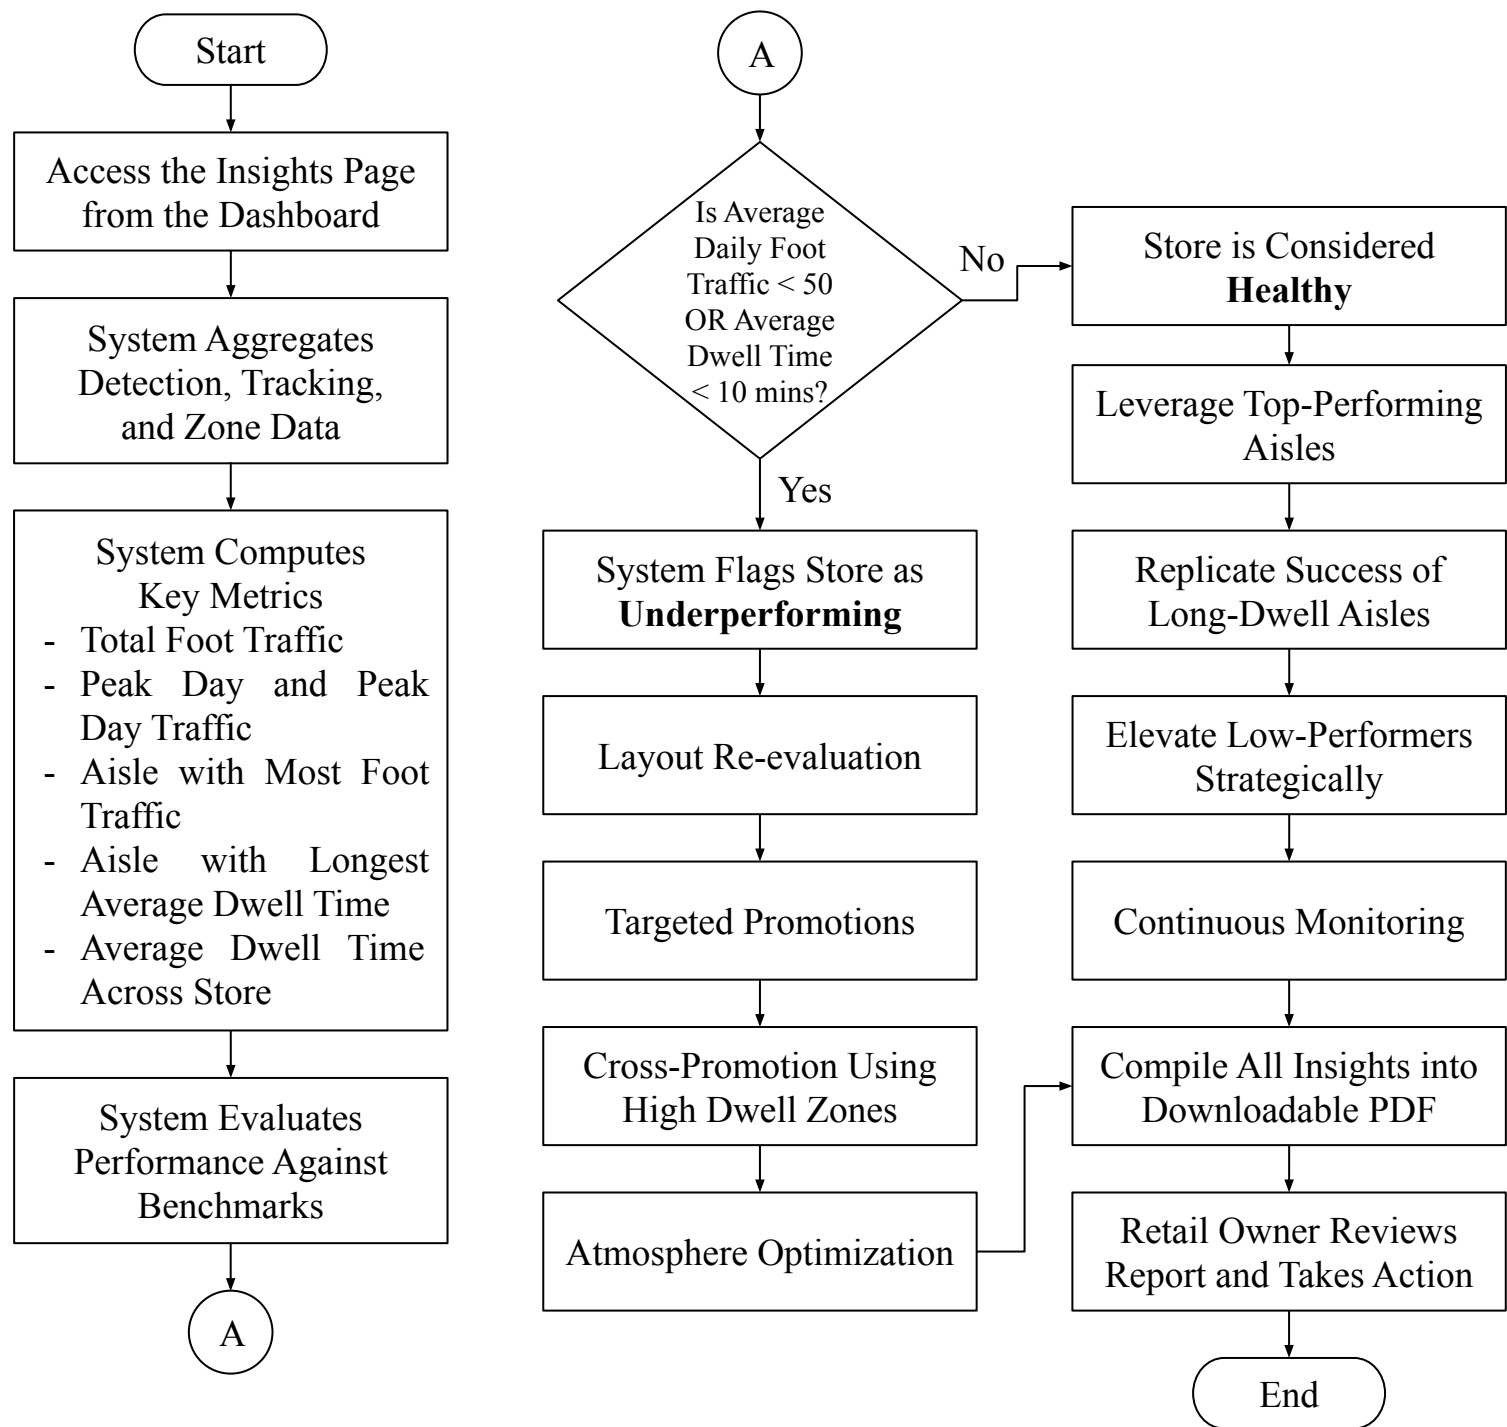 Start
Access the Insights Page
from the Dashboard
System Aggregates
Detection, Tracking,
and Zone Data
System Computes
Key Metrics
- Total Foot Traffic
- Peak Day and Peak
Day Traffic
- Aisle with Most Foot
Traffic
- Aisle with Longest
Average Dwell Time
- Average Dwell Time
Across Store
System Evaluates
Performance Against
Benchmarks
A
A
Is Average
Daily Foot
Traffic < 50
OR Average
Dwell Time
< 10 mins?
Yes
System Flags Store as
Underperforming
Layout Re-evaluation
Targeted Promotions
Cross-Promotion Using
High Dwell Zones
Atmosphere Optimization
No
Store is Considered
Healthy
Leverage Top-Performing
Aisles
Replicate Success of
Long-Dwell Aisles
Elevate Low-Performers
Strategically
Continuous Monitoring
Compile All Insights into
Downloadable PDF
Retail Owner Reviews
Report and Takes Action
End